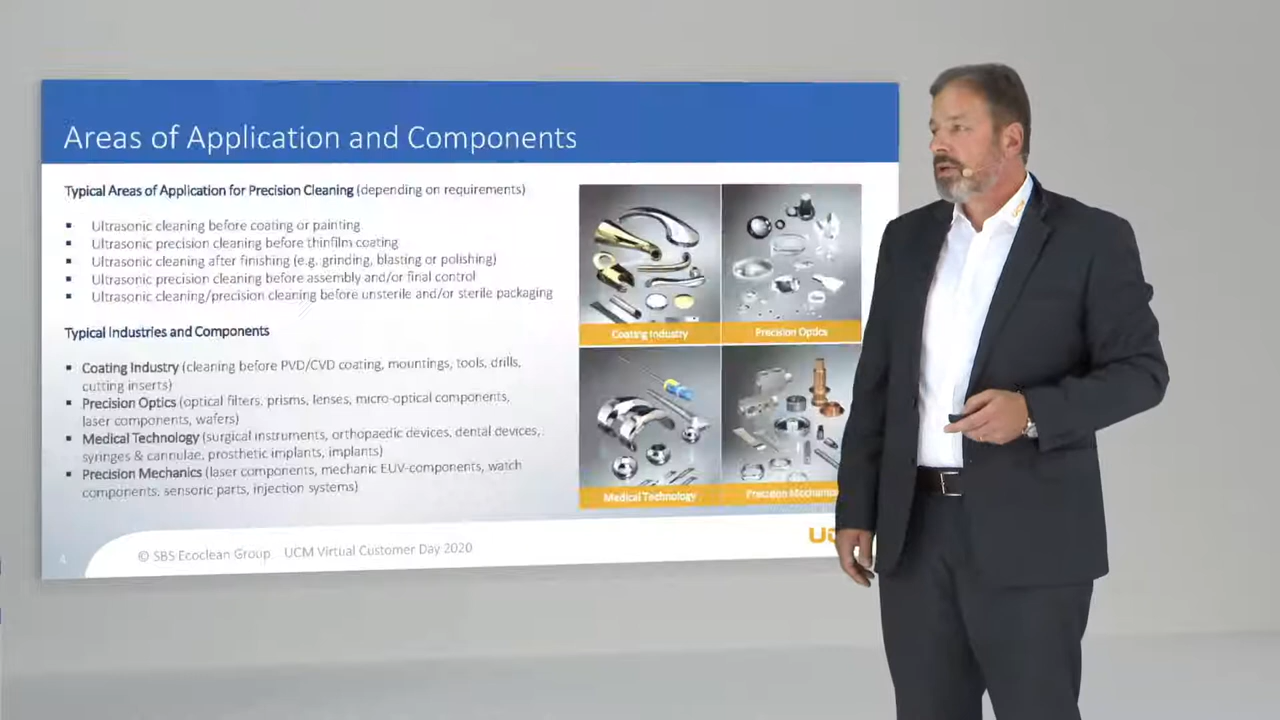 Areas of Application and Components
Typical Areas of Application for Precision Cleaning (depending on requirements)
▪ Ultrasonic cleaning before coating or painting
▪ Ultrasonic precision cleaning before thinfilm coating
▪ Ultrasonic cleaning after finishing (e.g. grinding, blasting or polishing)
▪ Ultrasonic precision cleaning before assembly and/or final control
▪ Ultrasonic cleaning/precision cleaning before unsterile and/or sterile packaging
Typical Industries and Components
▪ Coating Industry (cleaning before PVD/CVD coating, mountings, tools, drills,
cutting inserts)
▪ Precision Optics (optical filters, prisms, lenses, micro-optical components,
laser components, wafers)
▪ Medical Technology (surgical instruments, orthopaedic devices, dental devices,
syringes & cannulae, prosthetic implants, implants)
▪ Precision Mechanics (laser components, mechanic EUV-components, watch
components, sensoric parts, injection systems)
Coating Industry
Precision Optics
Medical Technology
Precision Mechanics
4
© SBS Ecoclean Group
UCM Virtual Customer Day 2020
UCM